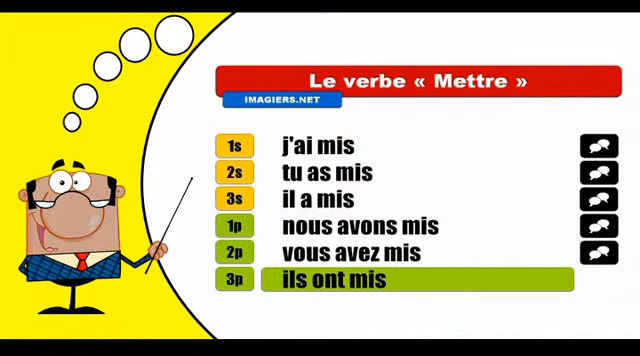 Le verbe « Mettre »
IMAGIERS.NET
1s j'ai mis
2s tu as mis
3s il a mis
1p nous avons mis
2p vous avez mis
3p ils ont mis